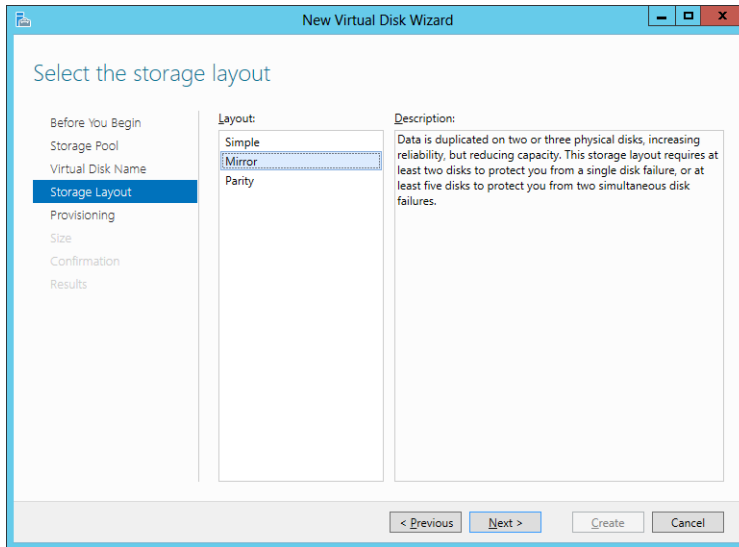 New Virtual Disk Wizard
Select the storage layout
Before You Begin
Storage Pool
Virtual Disk Name
Storage Layout
Provisioning
Size
Confirmation
Results
Layout:
Simple
Mirror
Parity
Description:
Data is duplicated on two or three physical disks, increasing
reliability, but reducing capacity. This storage layout requires at
least two disks to protect you from a single disk failure, or at
least five disks to protect you from two simultaneous disk
failures.
< Previous
Next >
Create
Cancel